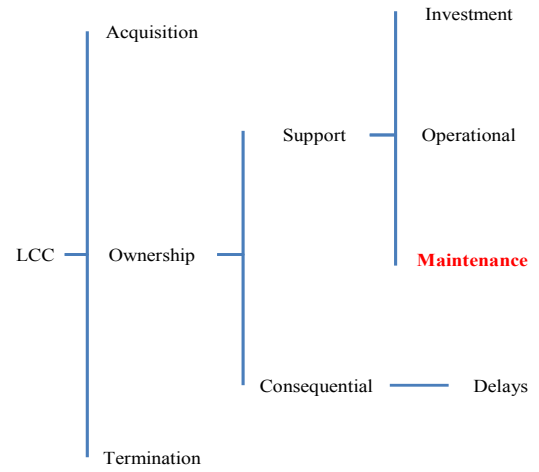 Investment
Acquisition
Support
Operational
LCC
Ownership
Maintenance
Consequential
Delays
Termination